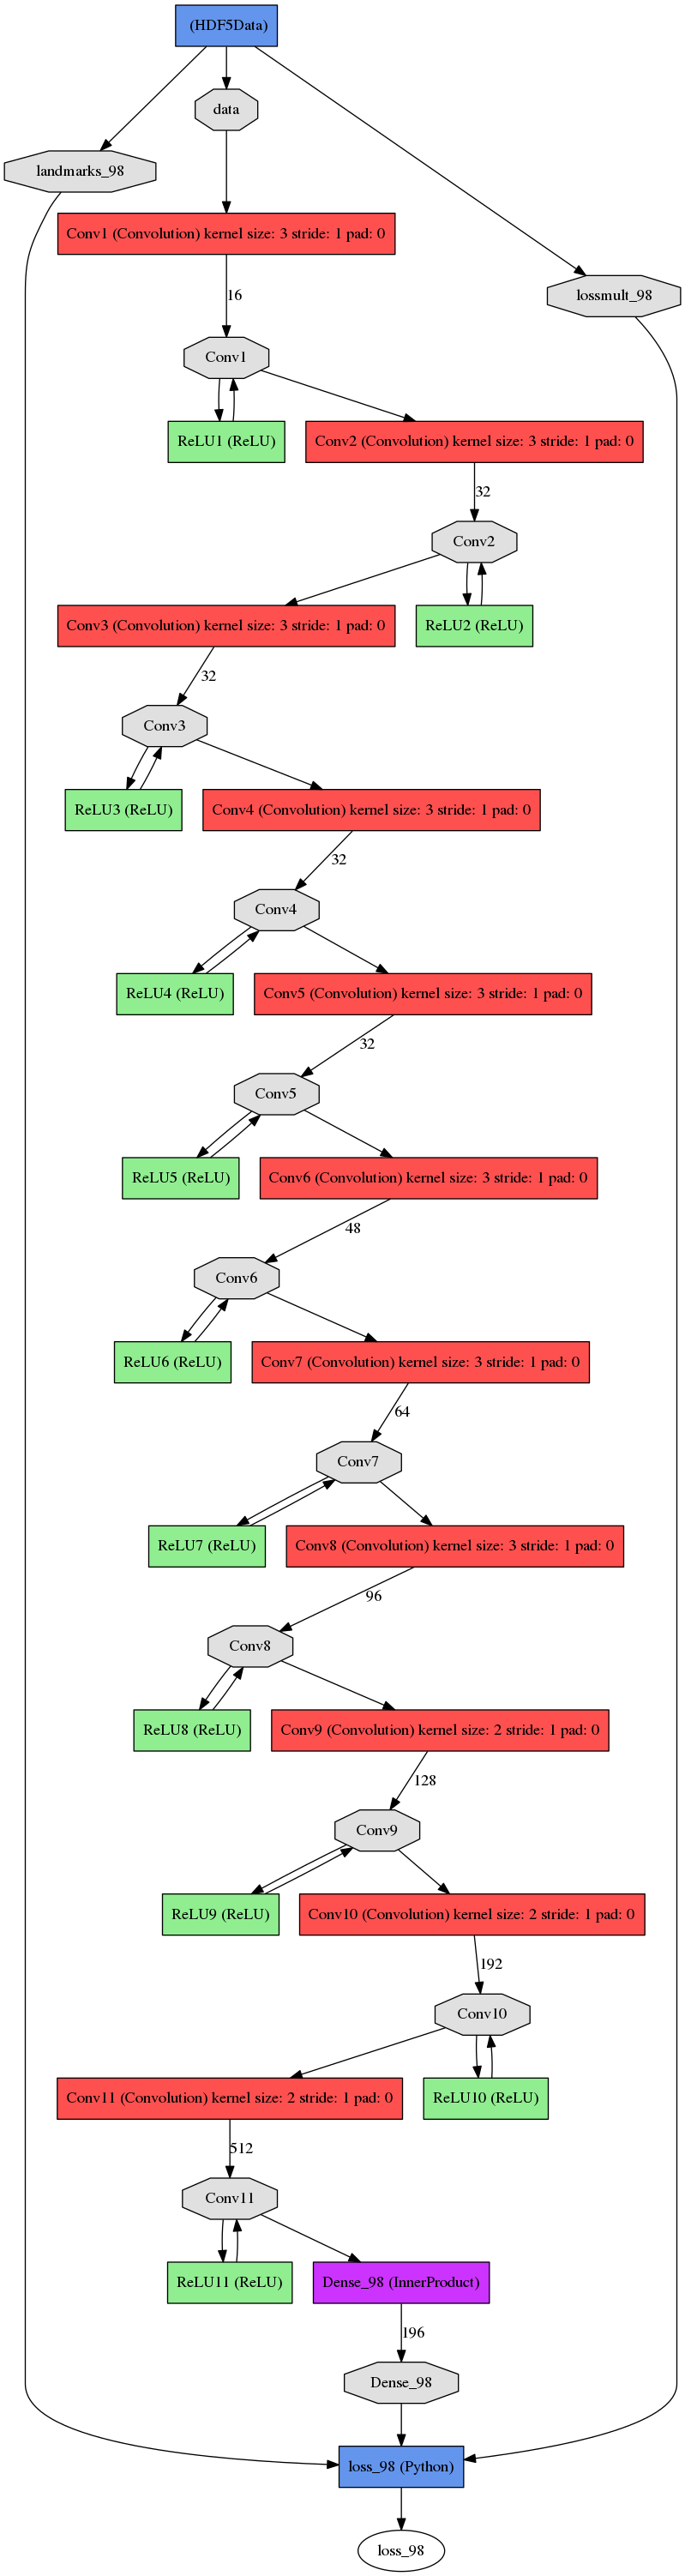 (HDF5Data)
data
landmarks_98
Conv1 (Convolution) kernel size: 3 stride: 1 pad: 0
lossmult_98
16
Conv1
ReLU1 (ReLU)
Conv2 (Convolution) kernel size: 3 stride: 1 pad: 0
32
Conv2
Conv3 (Convolution) kernel size: 3 stride: 1 pad: 0
ReLU2 (ReLU)
32
Conv3
ReLU3 (ReLU)
Conv4 (Convolution) kernel size: 3 stride: 1 pad: 0
32
Conv4
ReLU4 (ReLU)
Conv5 (Convolution) kernel size: 3 stride: 1 pad: 0
32
Conv5
ReLU5 (ReLU)
Conv6 (Convolution) kernel size: 3 stride: 1 pad: 0
48
Conv6
ReLU6 (ReLU)
Conv7 (Convolution) kernel size: 3 stride: 1 pad: 0
64
Conv7
ReLU7 (ReLU)
Conv8 (Convolution) kernel size: 3 stride: 1 pad: 0
96
Conv8
ReLU8 (ReLU)
Conv9 (Convolution) kernel size: 2 stride: 1 pad: 0
128
Conv9
ReLU9 (ReLU)
Conv10 (Convolution) kernel size: 2 stride: 1 pad: 0
192
Conv10
Conv11 (Convolution) kernel size: 2 stride: 1 pad: 0
ReLU10 (ReLU)
512
Conv11
ReLU11 (ReLU)
Dense_98 (InnerProduct)
196
Dense_98
loss_98 (Python)
loss_98